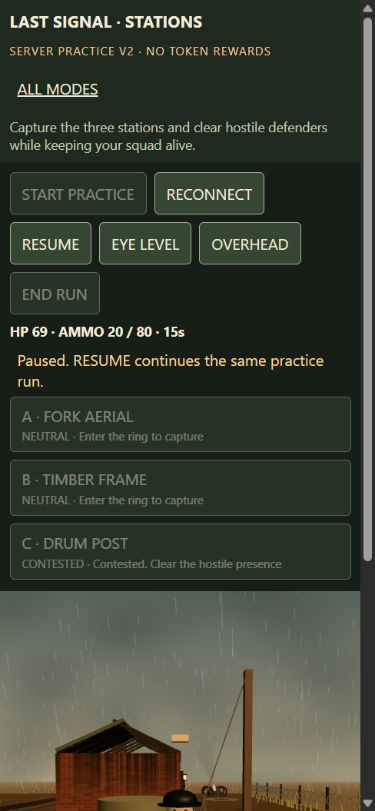 LAST SIGNAL · STATIONS
SERVER PRACTICE V2 · NO TOKEN REWARDS
ALL MODES
Capture the three stations and clear hostile defenders
while keeping your squad alive.
START PRACTICE
RECONNECT
RESUME
EYE LEVEL
OVERHEAD
END RUN
HP 69 · AMMO 20 / 80 · 15s
Paused. RESUME continues the same practice
run.
A · FORK AERIAL
NEUTRAL · Enter the ring to capture
B · TIMBER FRAME
NEUTRAL · Enter the ring to capture
C · DRUM POST
CONTESTED · Contested. Clear the hostile presence